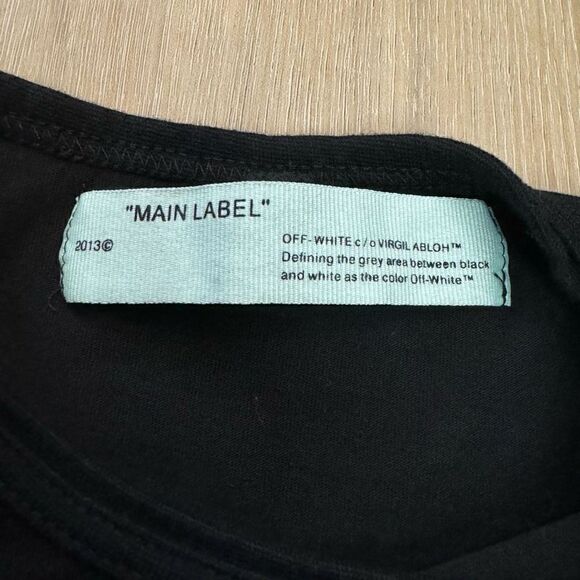 "MAIN LABEL"
2013©
OFF-WHITE c/o VIRGIL ABLOH™
Defining the grey area between black
and white as the color Off-White™